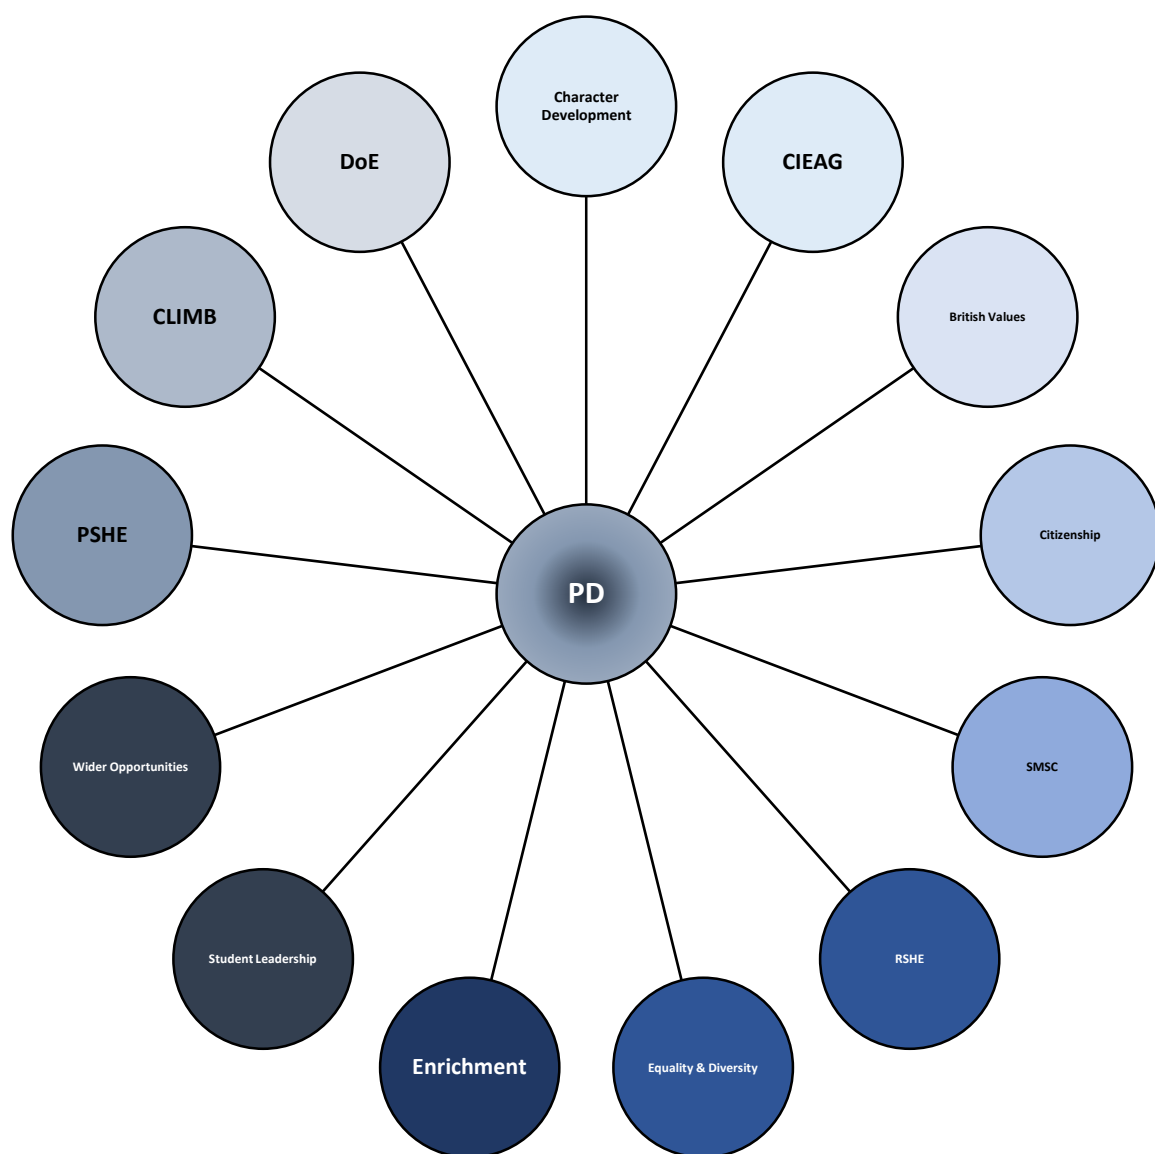 Character
Development
CIEAG
DoE
British Values
CLIMB
Citizenship
PSHE
PD
SMSC
Wider Opportunities
RSHE
Student Leadership
Equality & Diversity
Enrichment